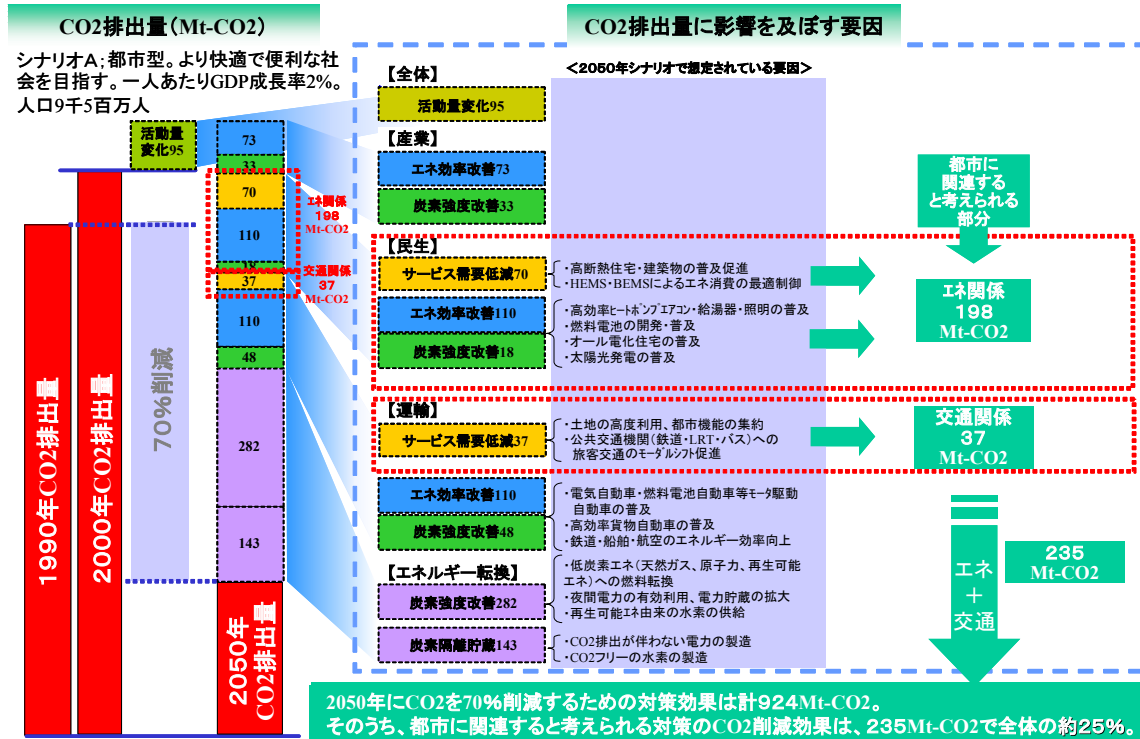 CO2排出量(Mt-CO2)
シナリオA;都市型。より快適で便利な社
会を目指す。一人あたりGDP成長率2%。
人口9千5百万人
活動量
変化95
73
33
70
110
18
37
110
48
282
143
エネ関係
198
Mt-CO2
交通関係
37
Mt-CO2
70%削減
1990年CO2排出量
2000年CO2排出量
2050年
CO2排出量
CO2排出量に影響を及ぼす要因
<2050年シナリオで想定されている要因>
【全体】
活動量変化95
【産業】
エネ効率改善73
炭素強度改善33
都市に
関連する
と考えられる
部分
【民生】
サービス需要低減70
・高断熱住宅・建築物の普及促進
・HEMS・BEMSによるエネ消費の最適制御
エネ効率改善110
炭素強度改善18
・高効率ヒートポンプエアコン・給湯器・照明の普及
・燃料電池の開発・普及
・オール電化住宅の普及
・太陽光発電の普及
エネ関係
198
Mt-CO2
【運輸】
サービス需要低減37
・土地の高度利用、都市機能の集約
・公共交通機関(鉄道・LRT・バス)への
旅客交通のモーダルシフト促進
交通関係
37
Mt-CO2
エネ効率改善110
炭素強度改善48
・電気自動車・燃料電池自動車等モータ駆動
自動車の普及
・高効率貨物自動車の普及
・鉄道・船舶・航空のエネルギー効率向上
【エネルギー転換】
炭素強度改善282
・低炭素エネ(天然ガス、原子力、再生可能
エネ)への燃料転換
・夜間電力の有効利用、電力貯蔵の拡大
・再生可能エネ由来の水素の供給
炭素隔離貯蔵143
・CO2排出が伴わない電力の製造
・CO2フリーの水素の製造
エネ
+
交通
235
Mt-CO2
2050年にCO2を70%削減するための対策効果は計924Mt-CO2。
そのうち、都市に関連すると考えられる対策のCO2削減効果は、235Mt-CO2で全体の約25%。